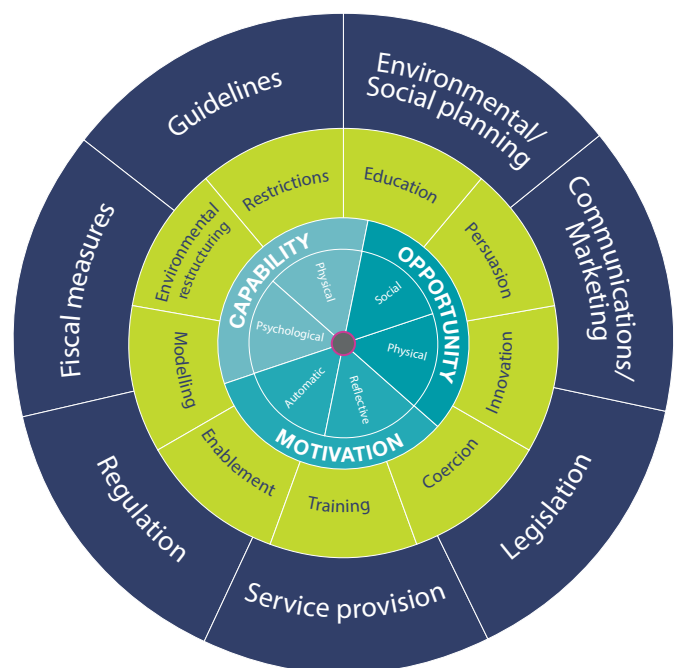 Environmental/
Social planning
Communications/
Marketing
Legislation
Service provision
Regulation
Fiscal measures
Guidelines
Education
Persuasion
Innovation
Coercion
Training
Enablement
Modelling
Environmental
restructuring
Restrictions
CAPABILITY
OPPORTUNITY
MOTIVATION
Physical
Social
Physical
Reflective
Automatic
Psychological